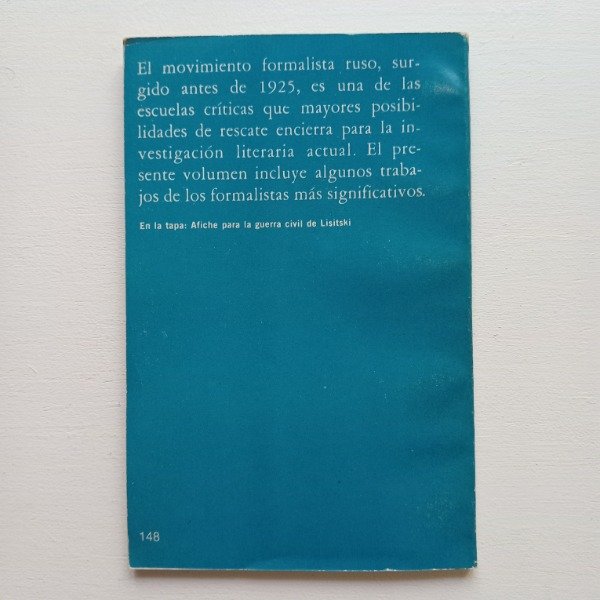 El movimiento formalista ruso, sur-
gido antes de 1925, es una de las
escuelas críticas que mayores posibi-
lidades de rescate encierra para la in-
vestigación literaria actual. El pre-
sente volumen incluye algunos traba-
jos de los formalistas más significativos.
En la tapa: Afiche para la guerra civil de Lisitski
148